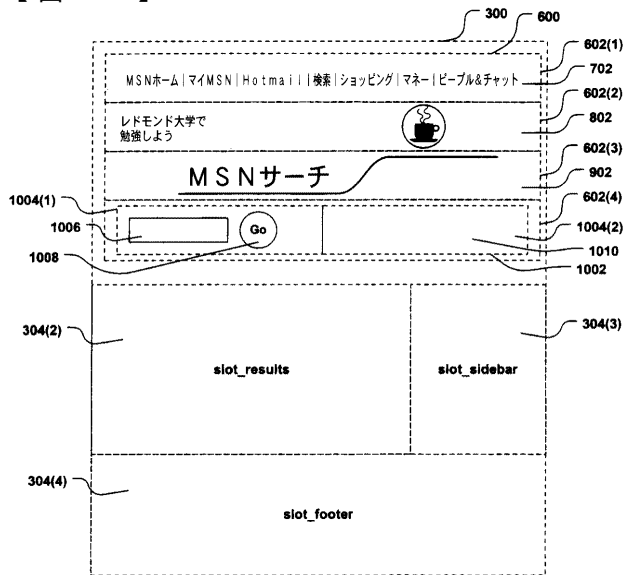 【図
300
600
602(1)
MSNホーム|マイMSN|Hotmail|検索|ショッピング|マネー|ピープル&チャット
702
602(2)
レドモンド大学で
勉強しよう
802
602(3)
MSNサーチ
902
1004(1)
602(4)
1006
Go
1004(2)
1008
1010
1002
304(2)
304(3)
slot_results
slot_sidebar
304(4)
slot_footer